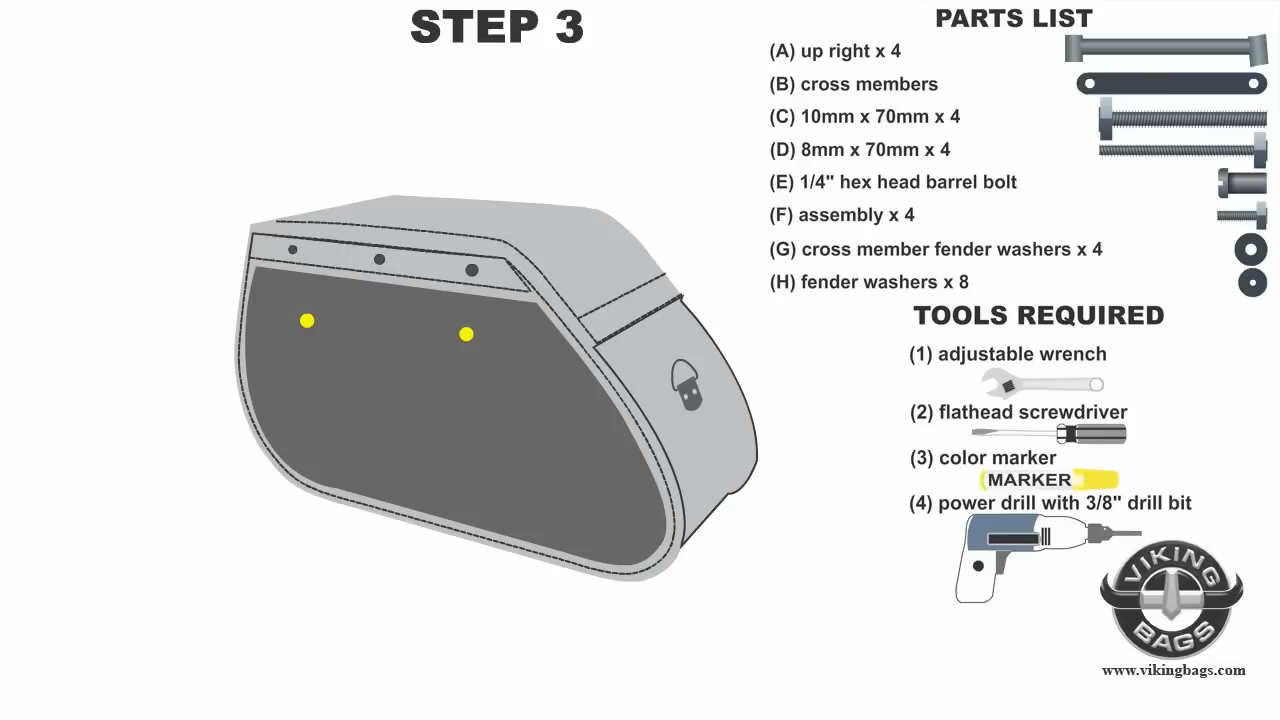 STEP 3
PARTS LIST
(A) up right x 4
(B) cross members
(C) 10mm x 70mm x 4
(D) 8mm x 70mm x 4
(E) 1/4" hex head barrel bolt
(F) assembly x 4
(G) cross member fender washers x 4
(H) fender washers x 8
TOOLS REQUIRED
(1) adjustable wrench
(2) flathead screwdriver
(3) color marker
MARKER
(4) power drill with 3/8" drill bit
VIKING
BAGS
www.vikingbags.com